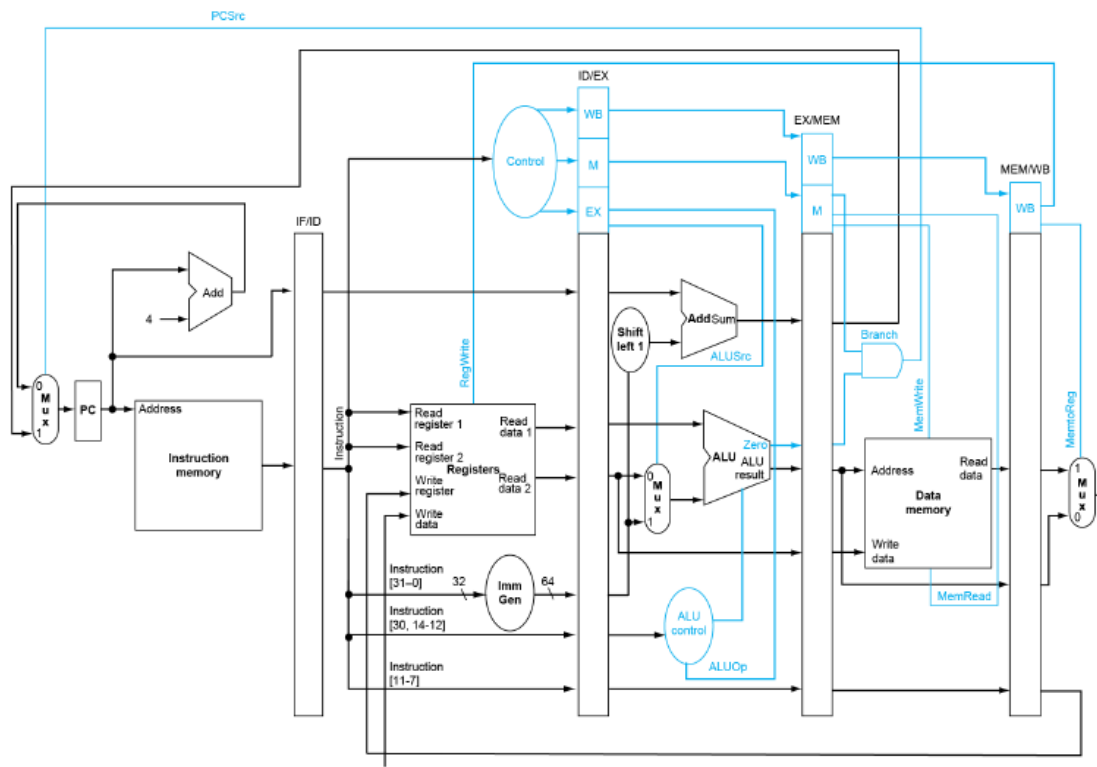 PCSrc
ID/EX
WB
EX/MEM
Control
M
WB
MEM/WB
EX
M
WB
IF/ID
Add
4
Shift
left 1
AddSum
Branch
ALUSrc
RegWrite
MemWrite
MemtoReg
0
M
u
x
1
PC
Address
Instruction
memory
Instruction
Read
register 1
Read
register 2
Write
register
Write
data
Registers
Read
data 1
Read
data 2
0
M
u
x
1
ALU
Zero
ALU
result
Address
Read
data
Data
memory
Write
data
1
M
u
x
0
MemRead
Instruction
[31–0]
32
Imm
Gen
64
Instruction
[30, 14-12]
ALU
control
ALUOp
Instruction
[11-7]